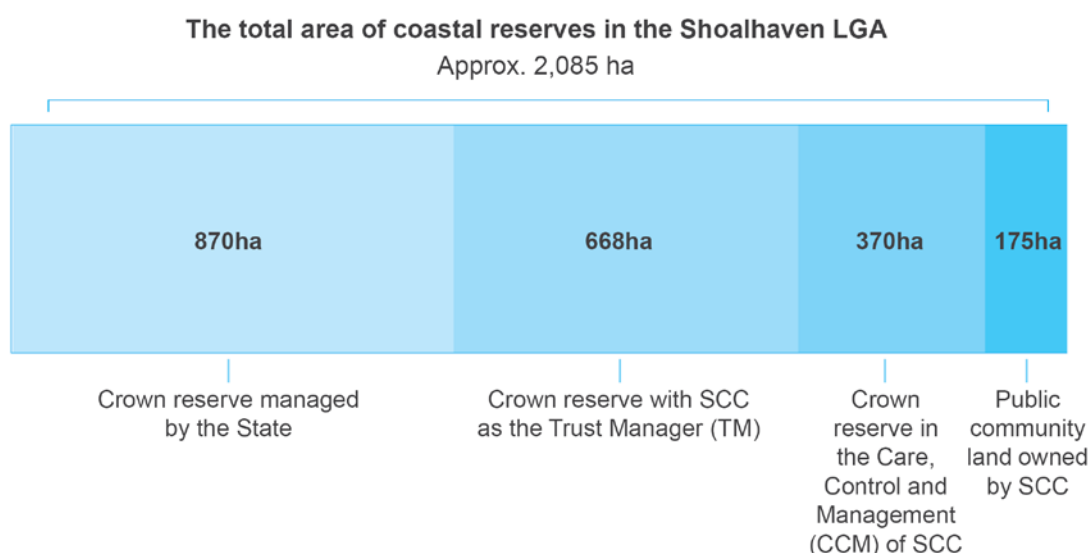 The total area of coastal reserves in the Shoalhaven LGA
Approx. 2,085 ha
870ha
668ha
370ha
175ha
Crown reserve managed
by the State
Crown reserve with SCC
as the Trust Manager (TM)
Crown
reserve in
the Care,
Control and
Management
(CCM) of SCC
Public
community
land owned
by SCC